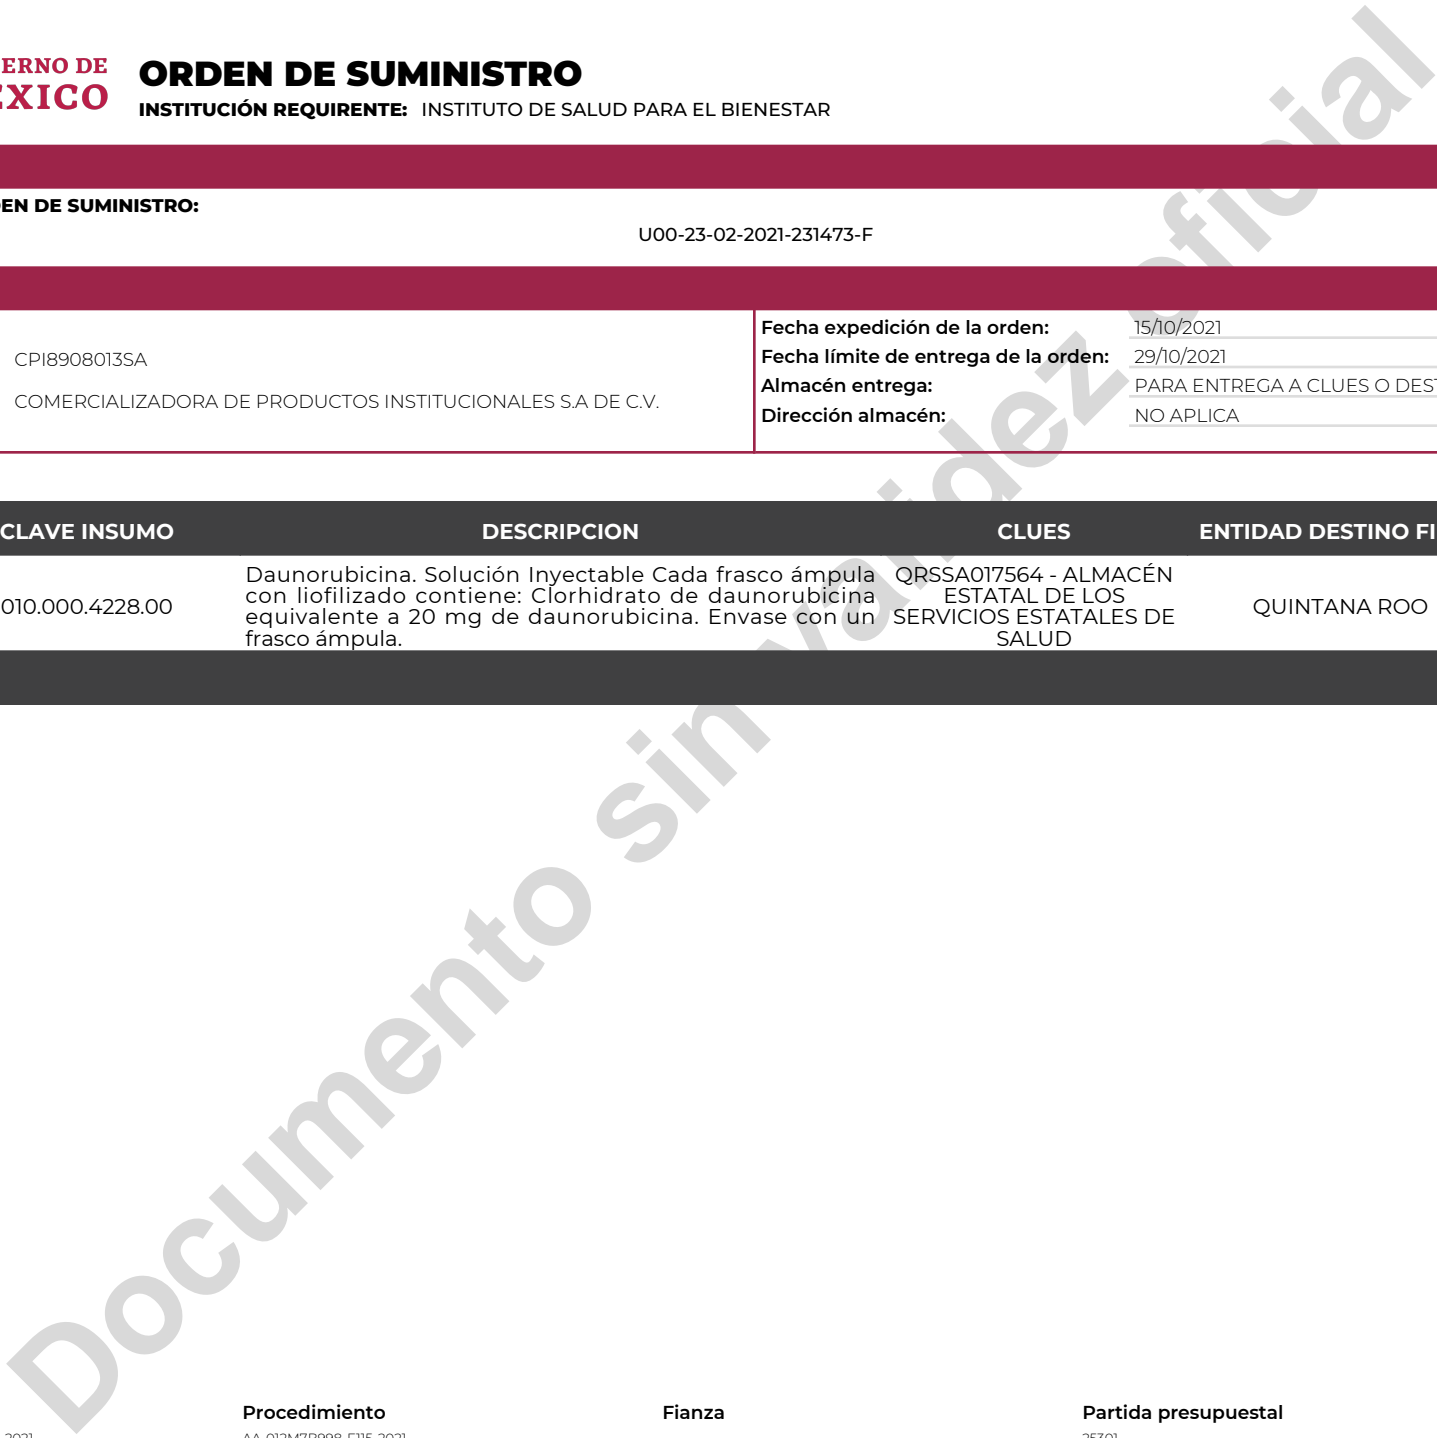 ERNO DE
ÉXICO
ORDEN DE SUMINISTRO
INSTITUCIÓN REQUIRENTE: INSTITUTO DE SALUD PARA EL BIENESTAR
EN DE SUMINISTRO:
U00-23-02-2021-231473-F
CPI8908013SA
COMERCIALIZADORA DE PRODUCTOS INSTITUCIONALES S.A DE C.V.
Fecha expedición de la orden: 15/10/2021
Fecha límite de entrega de la orden: 29/10/2021
Almacén entrega: PARA ENTREGA A CLUES O DEST
Dirección almacén: NO APLICA
CLAVE INSUMO DESCRIPCION CLUES ENTIDAD DESTINO FI
010.000.4228.00
Daunorubicina. Solución Inyectable Cada frasco ámpula
con liofilizado contiene: Clorhidrato de daunorubicina
equivalente a 20 mg de daunorubicina. Envase con un
frasco ámpula.
QRSSA017564 - ALMACÉN
ESTATAL DE LOS
SERVICIOS ESTATALES DE
SALUD
QUINTANA ROO
Documento sin validez oficial
Procedimiento Fianza Partida presupuestal